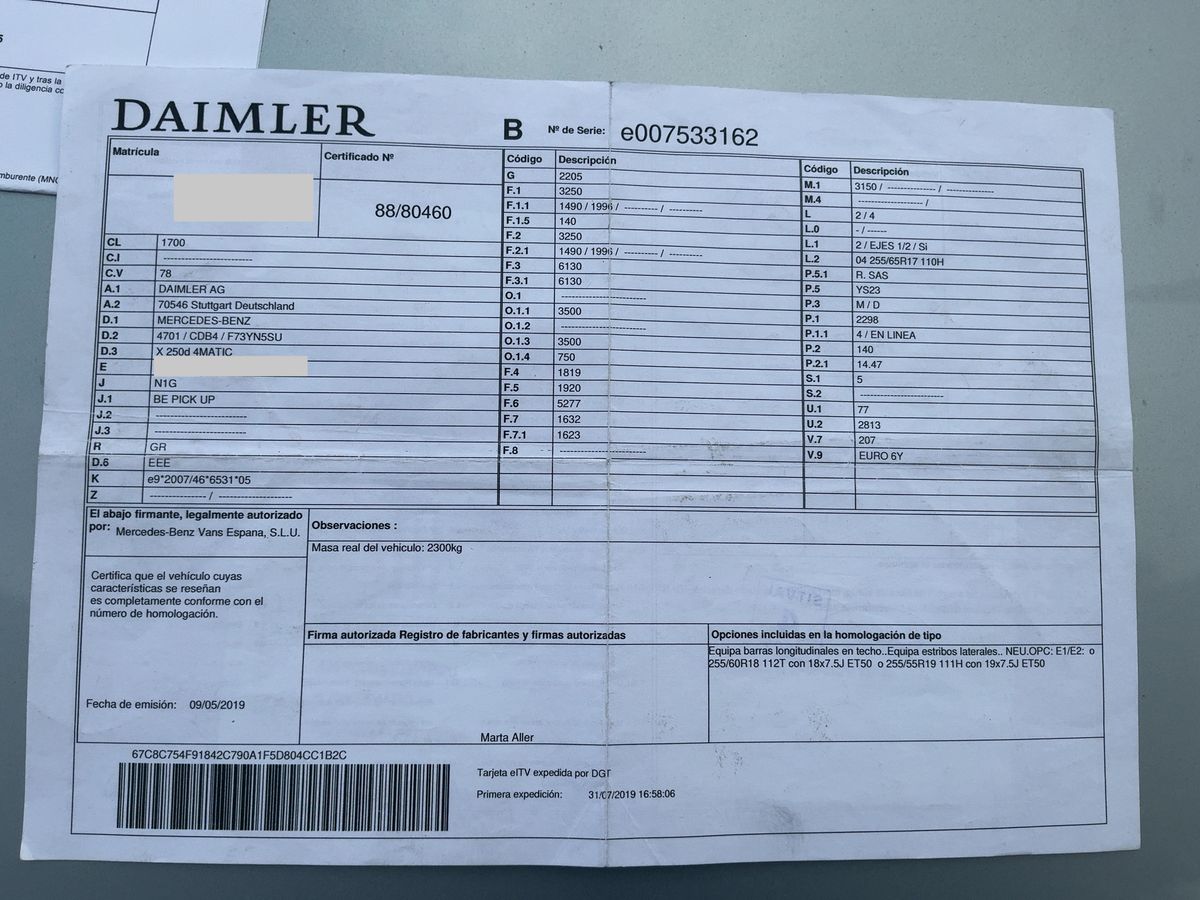 5
de ITV y tras la
o la diligencia co
mburente (MNC
DAIMLER
B Nº de Serie: e007533162
Matrícula
Certificado Nº
88/80460
CL 1700
C.I -----------------------
C.V 78
A.1 DAIMLER AG
A.2 70546 Stuttgart Deutschland
D.1 MERCEDES-BENZ
D.2 4701 / CDB4 / F73YN5SU
D.3 X 250d 4MATIC
E
J N1G
J.1 BE PICK UP
J.2 -----------------------
J.3 -----------------------
R GR
D.6 EEE
K e9*2007/46*6531*05
Z -------------- / ------------------
Código Descripción
G 2205
F.1 3250
F.1.1 1490 / 1996 / --------- / ---------
F.1.5 140
F.2 3250
F.2.1 1490 / 1996 / --------- / ---------
F.3 6130
F.3.1 6130
O.1 -----------------------
O.1.1 3500
O.1.2 -----------------------
O.1.3 3500
O.1.4 750
F.4 1819
F.5 1920
F.6 5277
F.7 1632
F.7.1 1623
F.8 -----------------------
Código Descripción
M.1 3150 / -------------- / --------------
M.4 ------------------- /
L 2 / 4
L.0 - / ------
L.1 2 / EJES 1/2 / Si
L.2 04 255/65R17 110H
P.5.1 R. SAS
P.5 YS23
P.3 M / D
P.1 2298
P.1.1 4 / EN LINEA
P.2 140
P.2.1 14.47
S.1 5
S.2 -----------------------
U.1 77
U.2 2813
V.7 207
V.9 EURO 6Y
El abajo firmante, legalmente autorizado
por: Mercedes-Benz Vans Espana, S.L.U.
Certifica que el vehículo cuyas
características se reseñan
es completamente conforme con el
número de homologación.
Fecha de emisión: 09/05/2019
Observaciones :
Masa real del vehiculo: 2300kg
Firma autorizada Registro de fabricantes y firmas autorizadas
Marta Aller
Opciones incluidas en la homologación de tipo
Equipa barras longitudinales en techo..Equipa estribos laterales.. NEU.OPC: E1/E2: o
255/60R18 112T con 18x7.5J ET50 o 255/55R19 111H con 19x7.5J ET50
67C8C754F91842C790A1F5D804CC1B2C
Tarjeta eITV expedida por DGT
Primera expedición: 31/07/2019 16:58:06